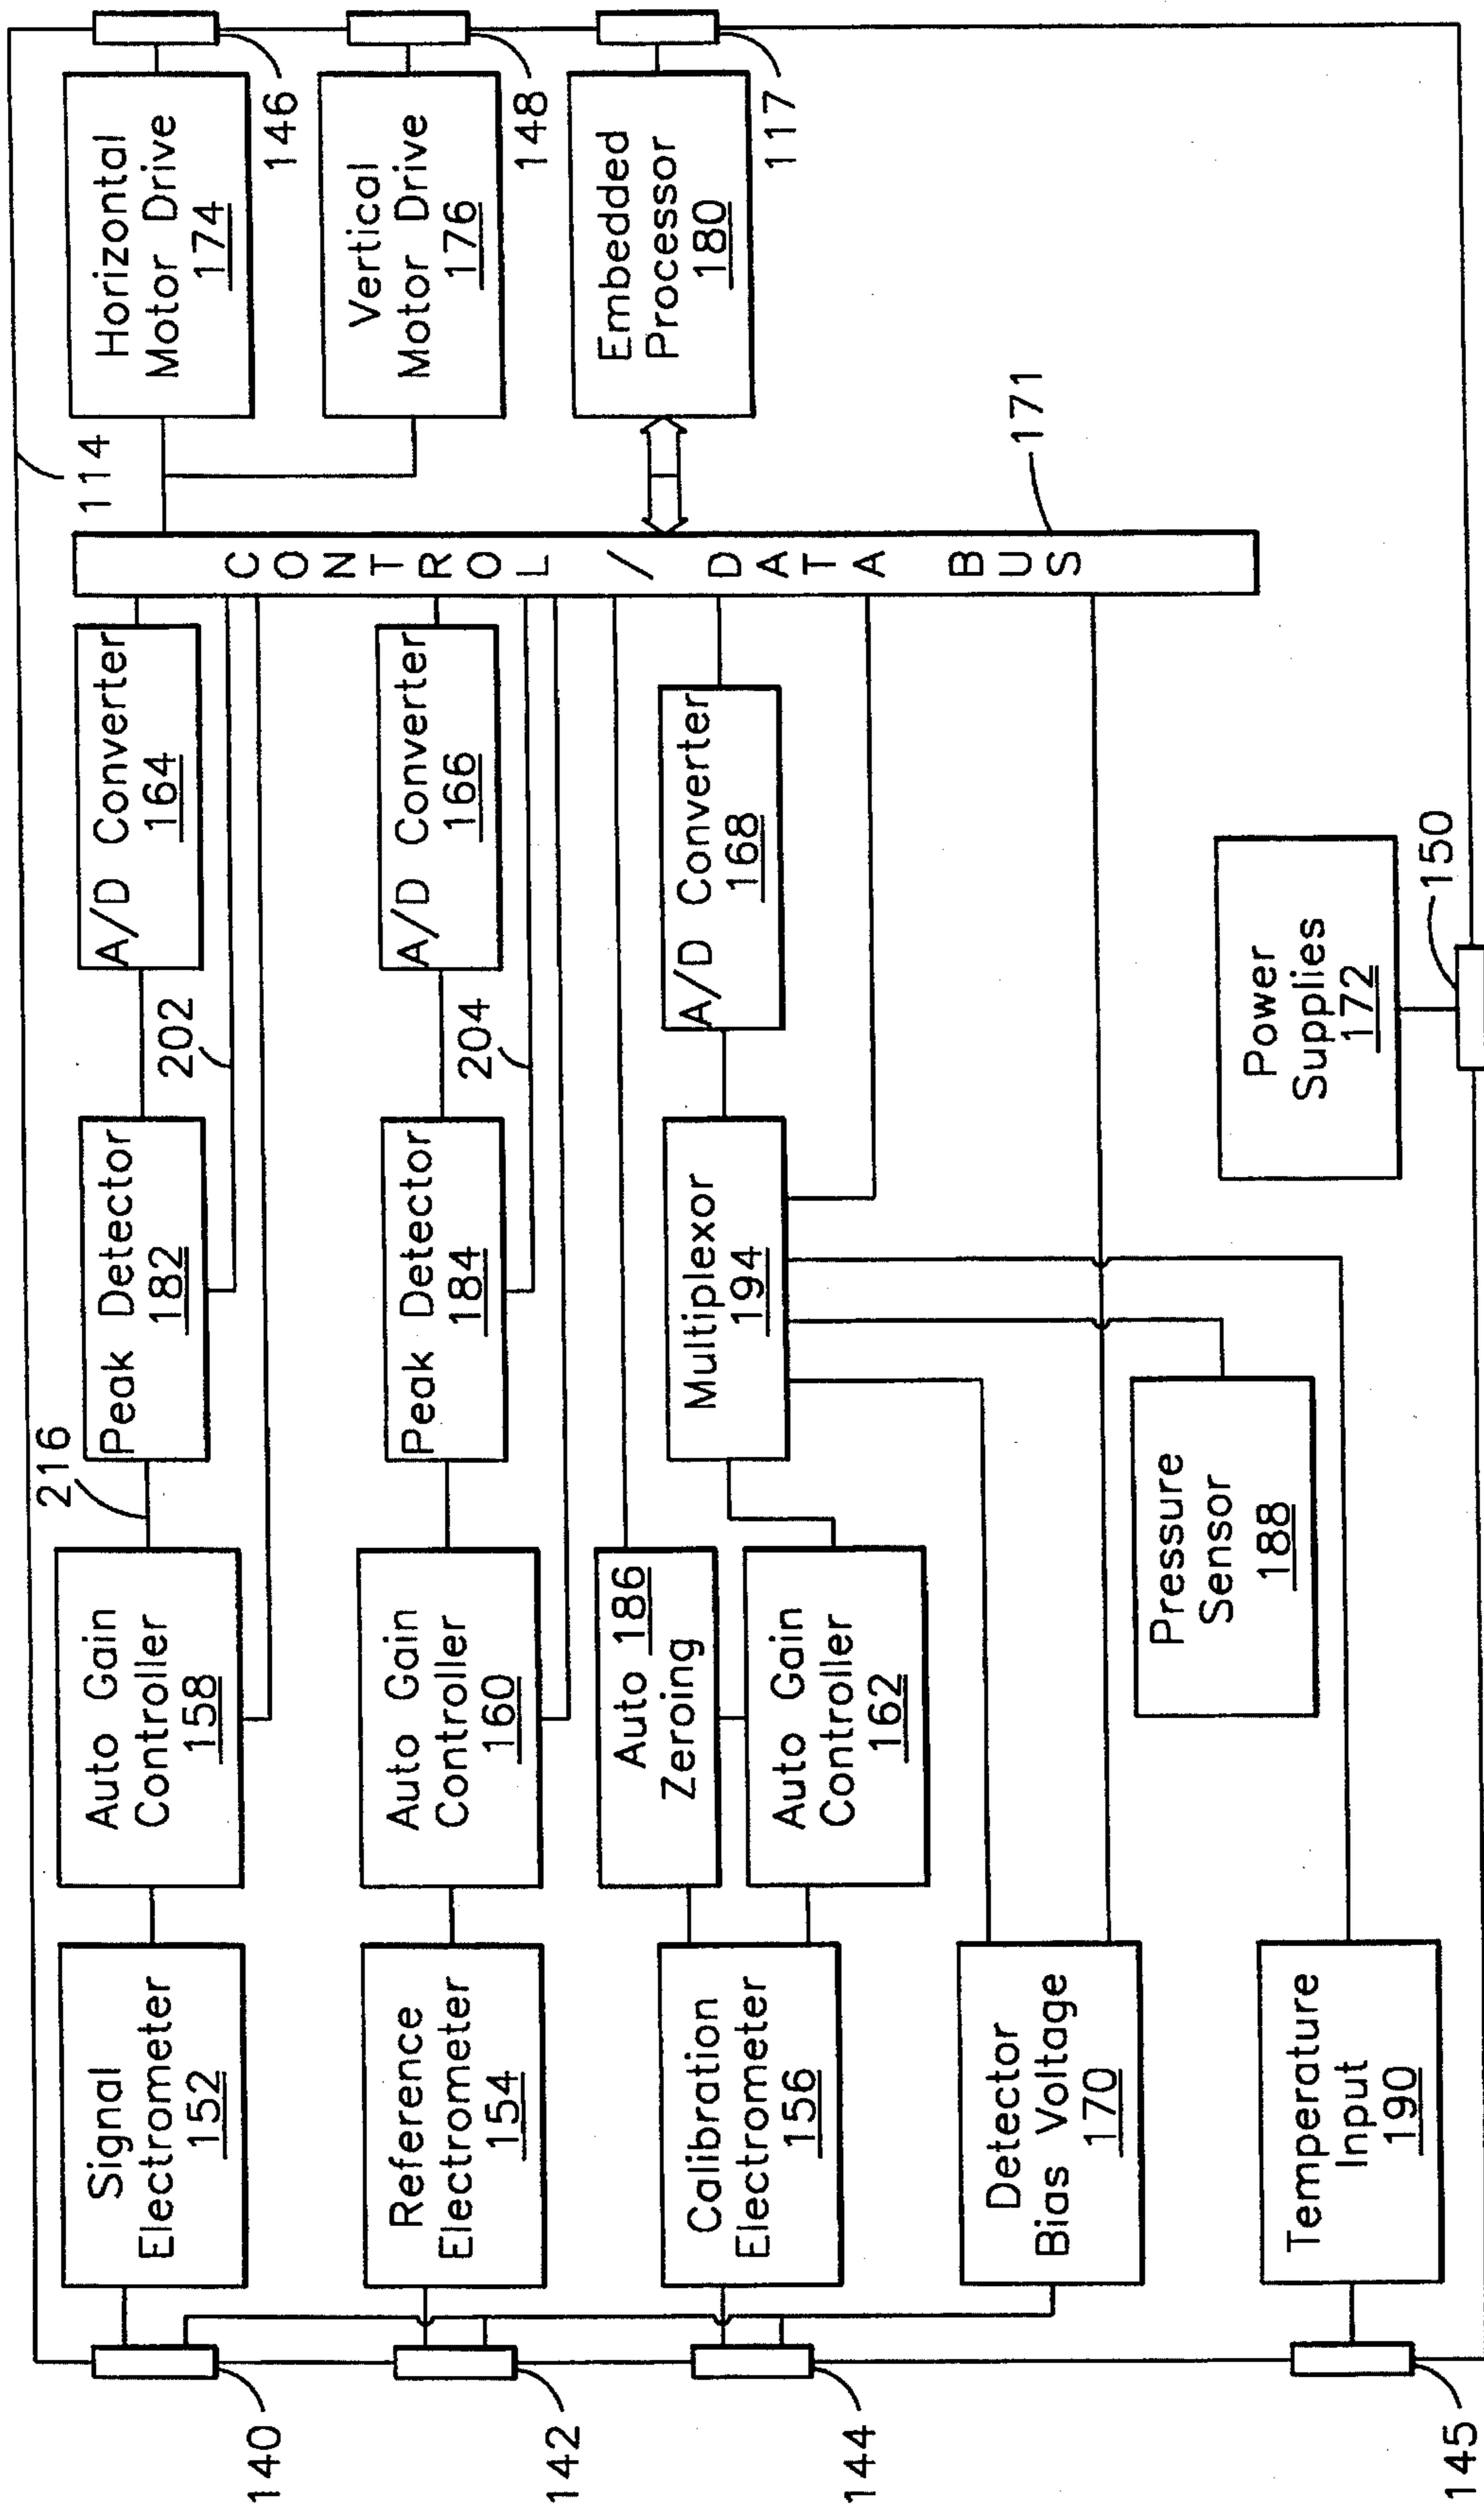 140
142
144
145
Signal
Electrometer
152
Reference
Electrometer
154
Calibration
Electrometer
156
Detector
Bias Voltage
170
Temperature
Input
190
Auto Gain
Controller
158
Auto Gain
Controller
160
Auto 186
Zeroing
Auto Gain
Controller
162
Pressure
Sensor
188
216
Peak Detector
182
Peak Detector
184
Multiplexor
194
202
204
A/D Converter
164
A/D Converter
166
A/D Converter
168
Power
Supplies
172
150
CONTROL / DATA BUS
171
114
Horizontal
Motor Drive
174
Vertical
Motor Drive
176
Embedded
Processor
180
146
148
117